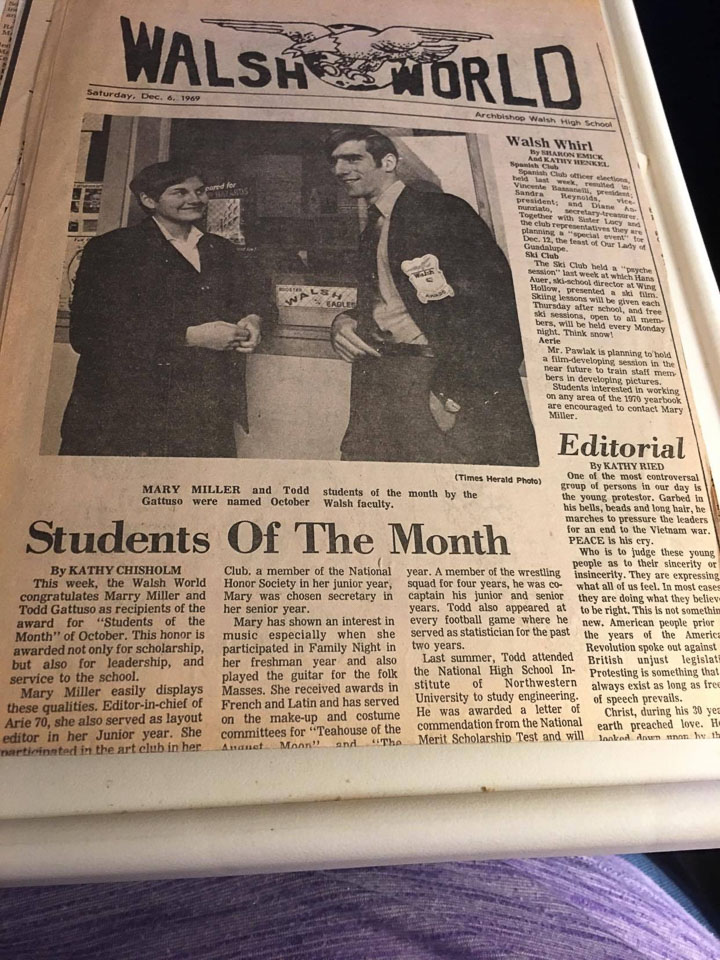 WALSH WORLD
Saturday, Dec. 6, 1969
Archbishop Walsh High School
WALSH
EAGLES
Walsh
(Times Herald Photo)
MARY MILLER and Todd
Gattuso were named October
students of the month by the
Walsh faculty.
Students Of The Month
By KATHY CHISHOLM
This week, the Walsh World
congratulates Marry Miller and
Todd Gattuso as recipients of the
award for "Students of the
Month" of October. This honor is
awarded not only for scholarship,
but also for leadership, and
service to the school.
Mary Miller easily displays
these qualities. Editor-in-chief of
Arie 70, she also served as layout
editor in her Junior year. She
participated in the art club in her
Club. a member of the National
Honor Society in her junior year,
Mary was chosen secretary in
her senior year.
Mary has shown an interest in
music especially when she
participated in Family Night in
her freshman year and also
played the guitar for the folk
Masses. She received awards in
French and Latin and has served
on the make-up and costume
committees for "Teahouse of the
August Moon" and "The
year. A member of the wrestling
squad for four years, he was co-
captain his junior and senior
years. Todd also appeared at
every football game where he
served as statistician for the past
two years.
Last summer, Todd attended
the National High School In-
stitute of Northwestern
University to study engineering.
He was awarded a letter of
commendation from the National
Merit Scholarship Test and will
Walsh Whirl
By SHARON EMICK
And KATHY HENKEL
Spanish Club
Spanish Club officer elections,
held last week, resulted in:
Vincente Bassanelli, president;
Sandra Reynolds, vice-
president; and Diane An-
nunziato, secretary-treasurer.
Together with Sister Lucy and
the club representatives they are
planning a "special event" for
Dec. 12, the feast of Our Lady of
Guadalupe.
Ski Club
The Ski Club held a "psyche
session" last week at which Hans
Auer, ski-school director at Wing
Hollow, presented a ski film.
Skiing lessons will be given each
Thursday after school, and free
ski sessions, open to all mem-
bers, will be held every Monday
night. Think snow!
Aerie
Mr. Pawlak is planning to hold
a film-developing session in the
near future to train staff mem-
bers in developing pictures.
Students interested in working
on any area of the 1970 yearbook
are encouraged to contact Mary
Miller.
Editorial
By KATHY RIED
One of the most controversial
group of persons in our day is
the young protestor. Garbed in
his bells, beads and long hair, he
marches to pressure the leaders
for an end to the Vietnam war.
PEACE is his cry.
Who is to judge these young
people as to their sincerity or
insincerity. They are expressing
what all of us feel. In most cases
they are doing what they believ
to be right. This is not somethin
new. American people prior
the years of the Americ
Revolution spoke out against
British unjust legislati
Protesting is something that
always exist as long as free
of speech prevails.
Christ, during his 30 yea
earth preached love. H
looked down upon by th